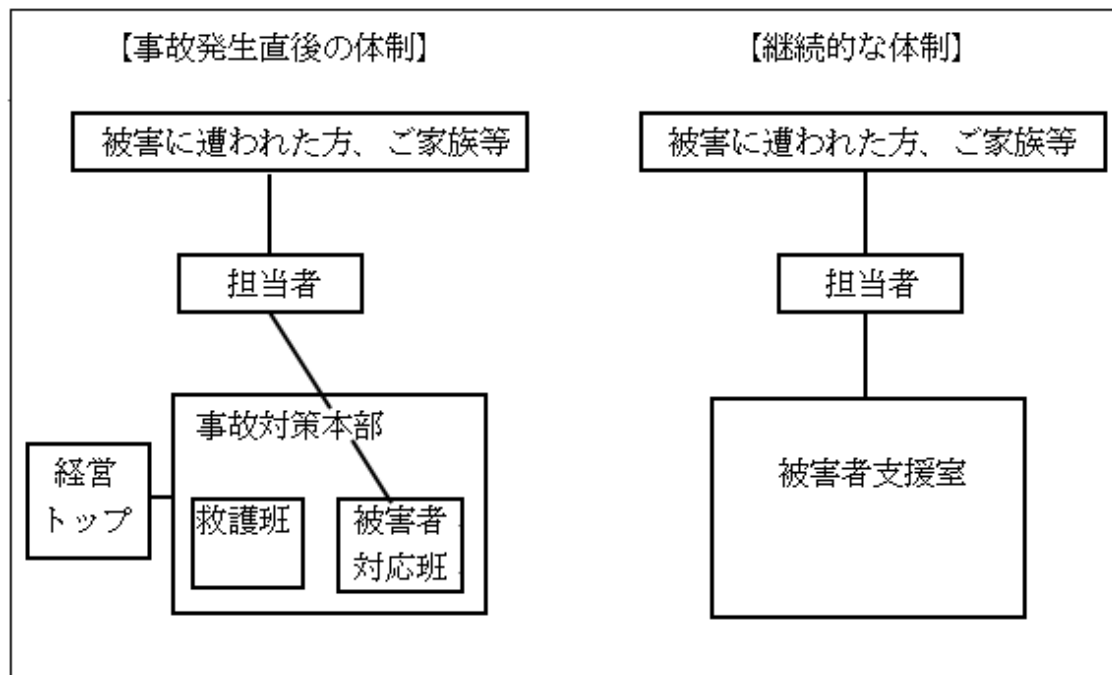 【事故発生直後の体制】
被害に遭われた方、ご家族等
担当者
事故対策本部
経営
トップ
救護班
被害者
対応班
【継続的な体制】
被害に遭われた方、ご家族等
担当者
被害者支援室